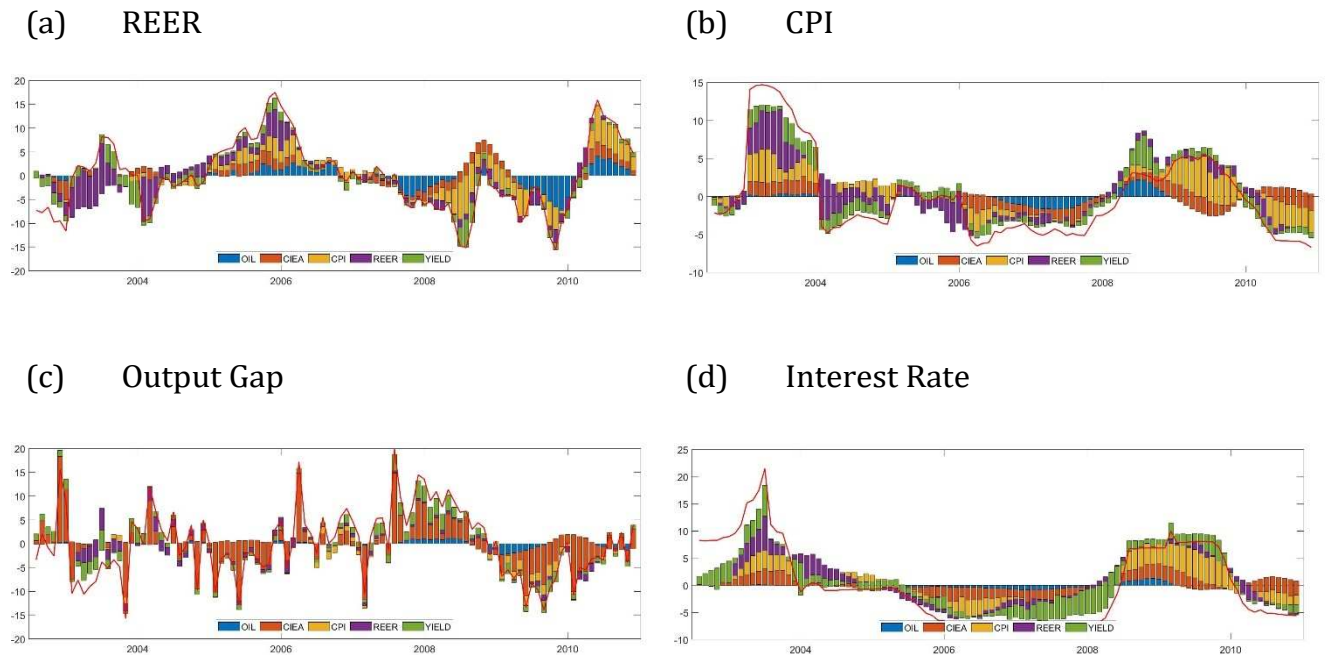 (a) REER
20
15
10
5
0
-5
-10
-15
-20
OIL CIEA CPI REER YIELD
2004 2006 2008 2010
(b) CPI
15
10
5
0
-5
-10
OIL CIEA CPI REER YIELD
2004 2006 2008 2010
(c) Output Gap
20
15
10
5
0
-5
-10
-15
-20
OIL CIEA CPI REER YIELD
2004 2006 2008 2010
(d) Interest Rate
25
20
15
10
5
0
-5
-10
OIL CIEA CPI REER YIELD
2004 2006 2008 2010